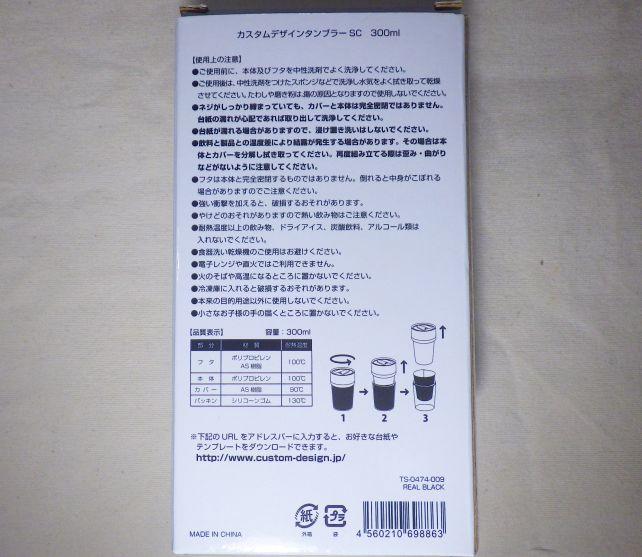 カスタムデザインタンブラー SC　300ml
【使用上の注意】
●ご使用前に、本体及びフタを中性洗剤でよく洗浄してください。
●ご使用後は、中性洗剤をつけたスポンジなどで洗浄し水気をよく拭き取って乾燥
させてください。たわしや磨き粉は傷の原因となりますので使用しないでください。
●ネジがしっかり締まっていても、カバーと本体は完全密閉ではありません。
台紙の濡れが心配であれば取り出して洗浄してください。
●台紙が濡れる場合がありますので、浸け置き洗いはしないでください。
●飲料と製品との温度差により結露が発生する場合があります。その場合は本
体とカバーを分解し拭き取ってください。再度組み立てる際は歪み・曲がり
などがないように注意してください。
●フタは本体と完全密閉するものではありません。倒れると中身がこぼれる
場合がありますのでご注意ください。
●強い衝撃を加えると、破損するおそれがあります。
●やけどのおそれがありますので熱い飲み物はご注意ください。
●耐熱温度以上の飲み物、ドライアイス、炭酸飲料、アルコール類は
入れないでください。
●食器洗い乾燥機のご使用はお避けください。
●電子レンジや直火ではご利用できません。
●火のそばや高温になるところに置かないでください。
●冷凍庫に入れると破損するおそれがあります。
●本来の目的用途以外に使用しないでください。
●小さなお子様の手の届くところに置かないでください。
【品質表示】　容量：300ml
部 分　材 質　耐熱温度
フ タ　ポリプロピレン AS樹脂　100℃
本 体　ポリプロピレン　100℃
カ バ ー　AS樹脂　90℃
パッキン　シリコーンゴム　130℃
1　2　3
※下記のURLをアドレスバーに入力すると、お好きな台紙や
テンプレートをダウンロードできます。
http://www.custom-design.jp/
TS-0474-009
REAL BLACK
紙　プラ
外箱　袋
4 560210 698863
MADE IN CHINA